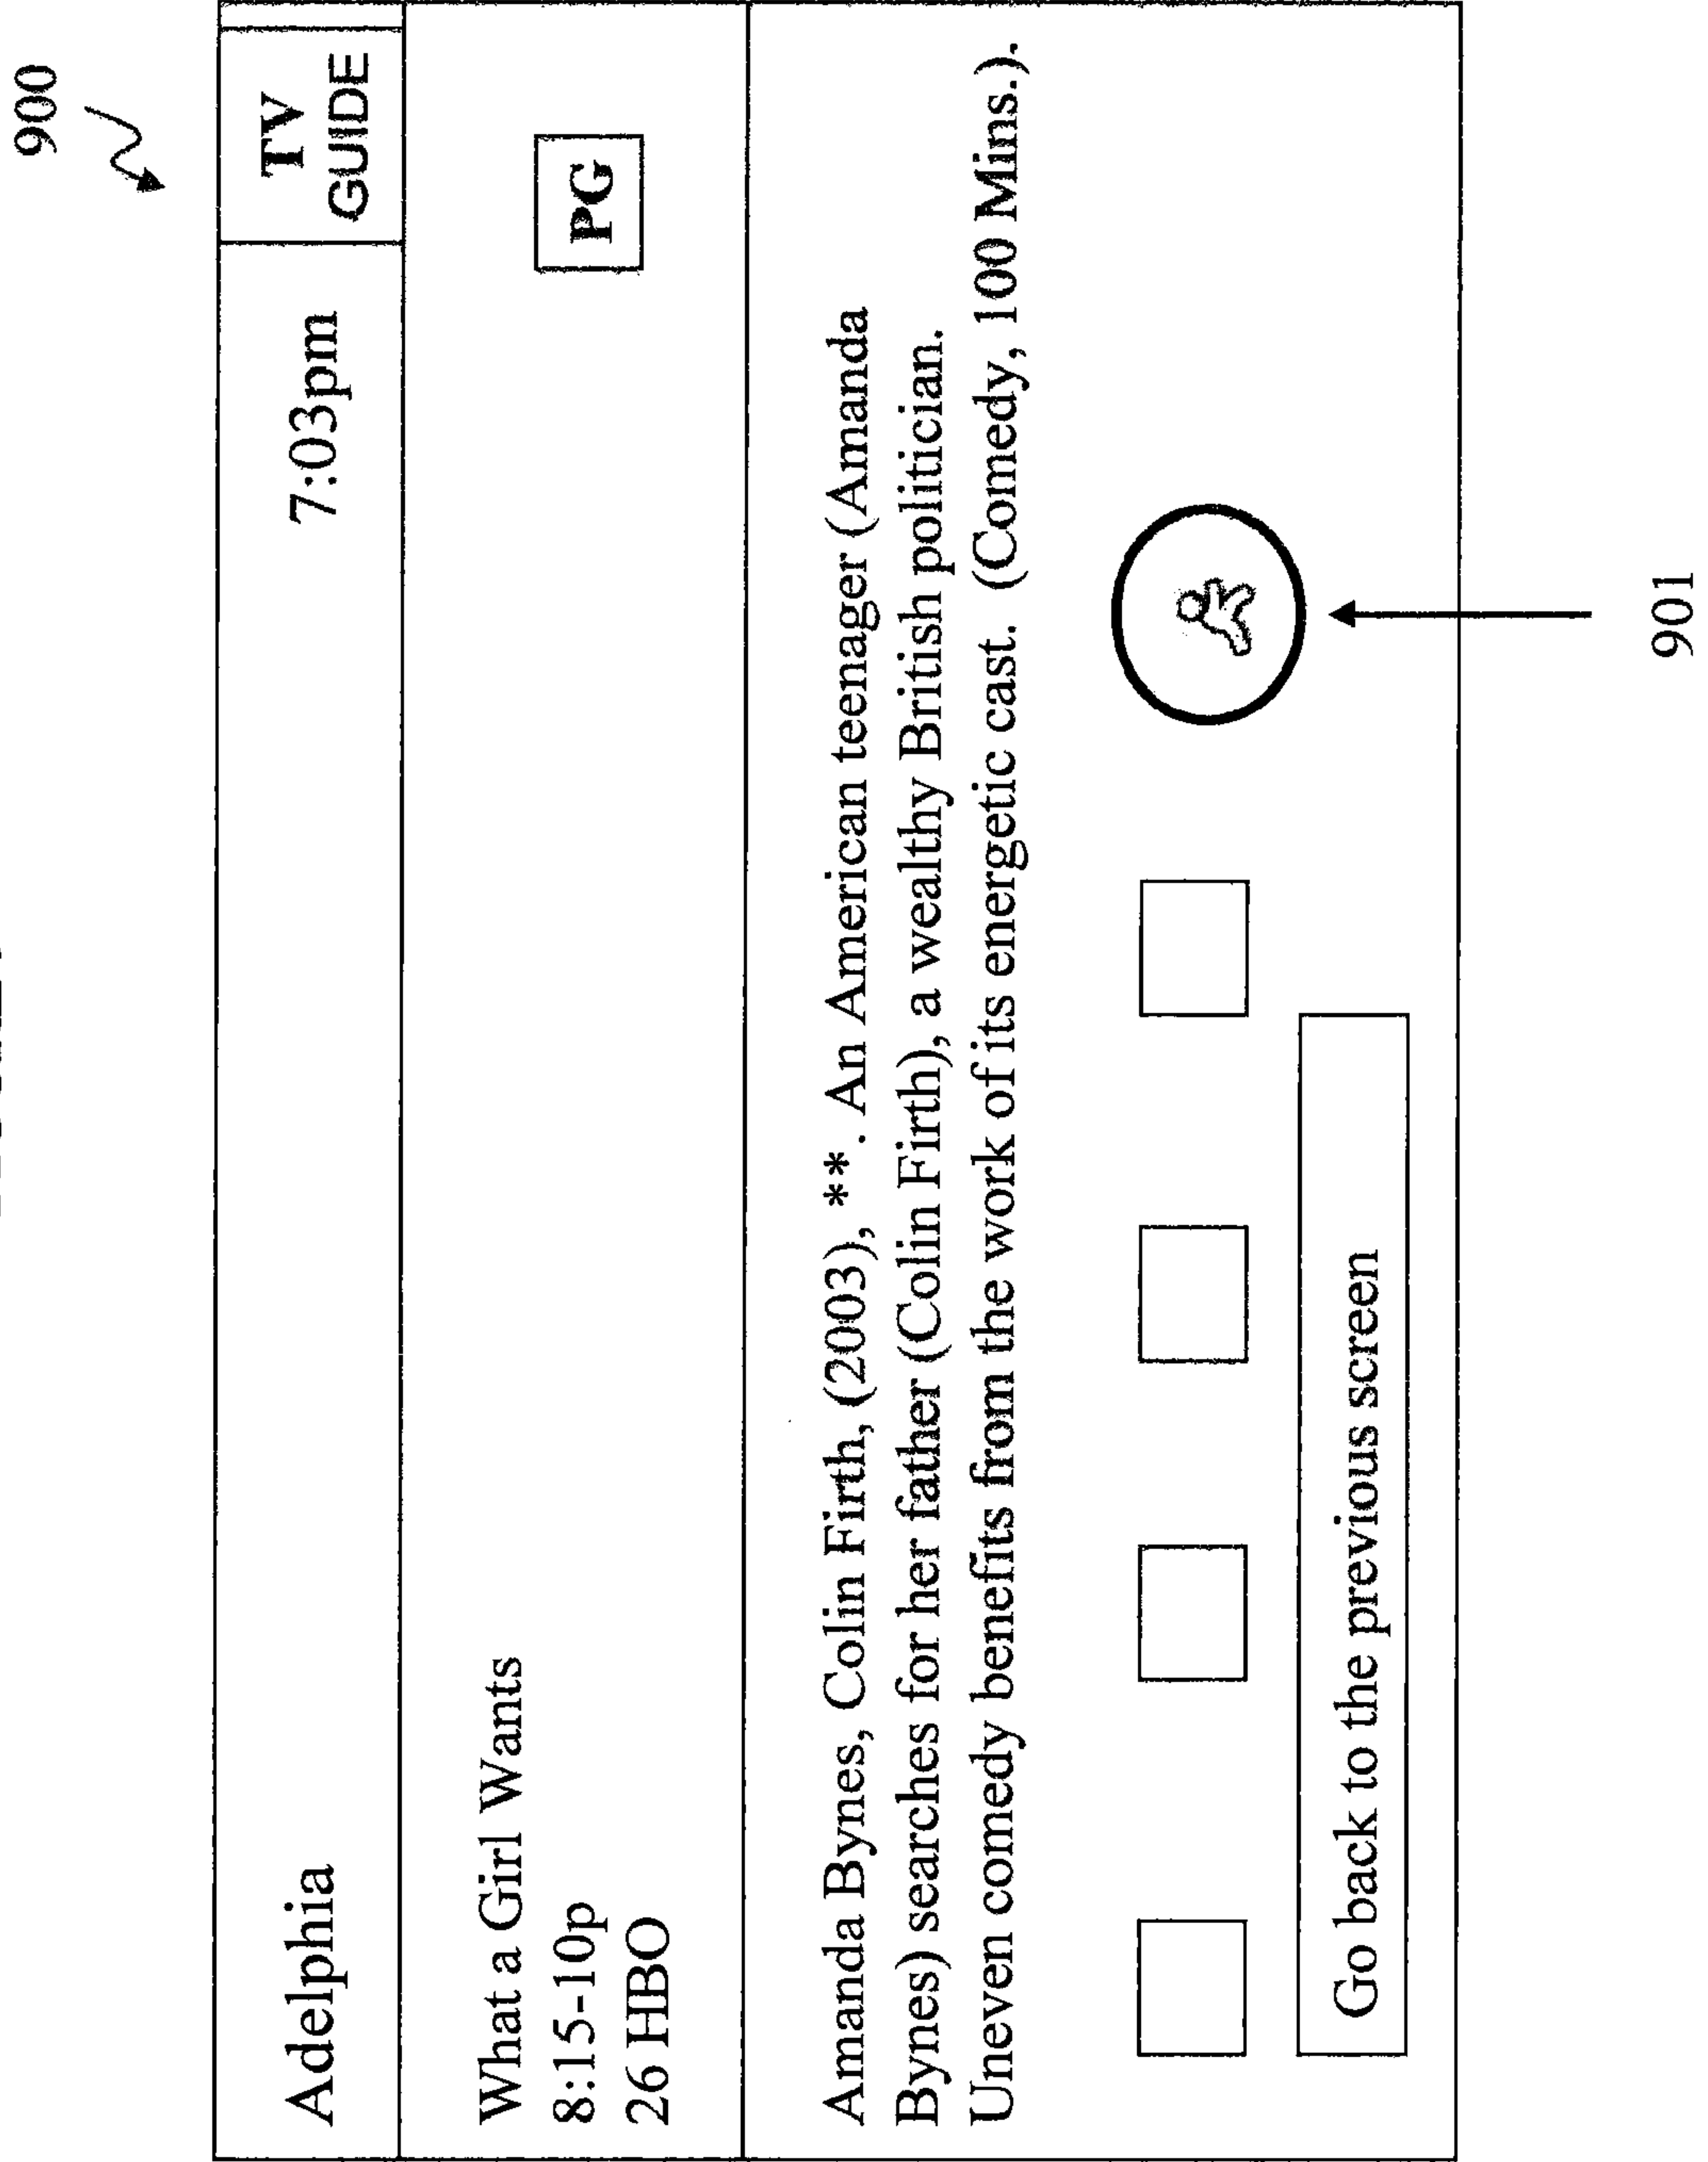 900
Adelphia
7:03pm
TV
GUIDE
What a Girl Wants
8:15-10p
26 HBO
PG
Amanda Bynes, Colin Firth, (2003), **. An American teenager (Amanda
Bynes) searches for her father (Colin Firth), a wealthy British politician.
Uneven comedy benefits from the work of its energetic cast. (Comedy, 100 Mins.).
Go back to the previous screen
901